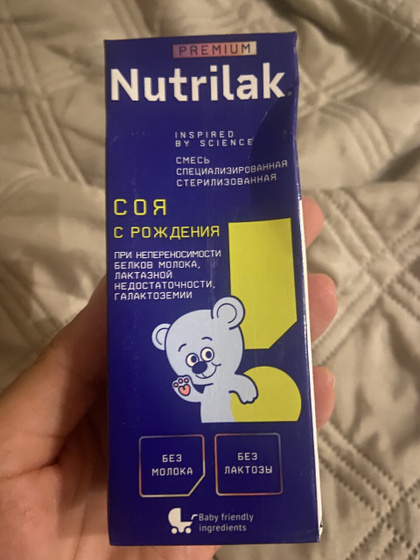 PREMIUM
Nutrilak
INSPIRED
BY SCIENCE
СМЕСЬ
СПЕЦИАЛИЗИРОВАННАЯ
СТЕРИЛИЗОВАННАЯ
СОЯ
С РОЖДЕНИЯ
ПРИ НЕПЕРЕНОСИМОСТИ
БЕЛКОВ МОЛОКА,
ЛАКТАЗНОЙ
НЕДОСТАТОЧНОСТИ,
ГАЛАКТОЗЕМИИ
БЕЗ
МОЛОКА
БЕЗ
ЛАКТОЗЫ
Baby friendly
ingredients